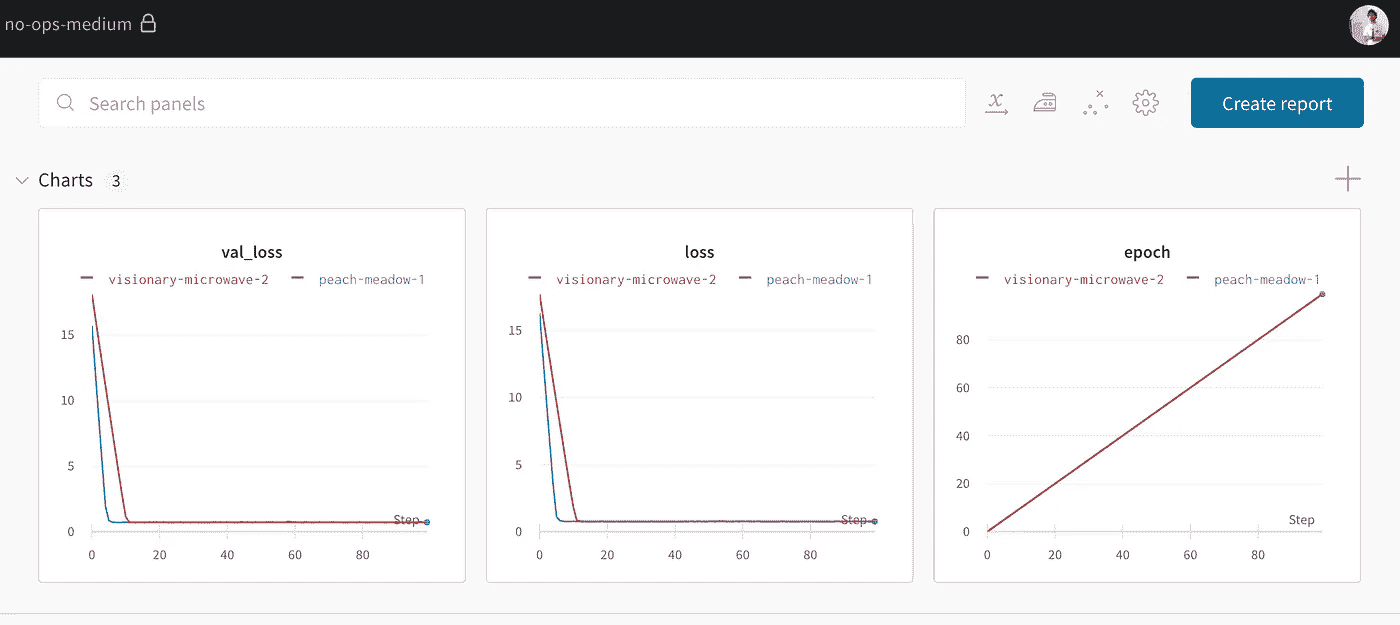 no-ops-medium
Search panels
Create report
Charts 3
val_loss
visionary-microwave-2 peach-meadow-1
15
10
5
0
Step
0 20 40 60 80
loss
visionary-microwave-2 peach-meadow-1
15
10
5
0
Step
0 20 40 60 80
epoch
visionary-microwave-2 peach-meadow-1
80
60
40
20
0
Step
0 20 40 60 80